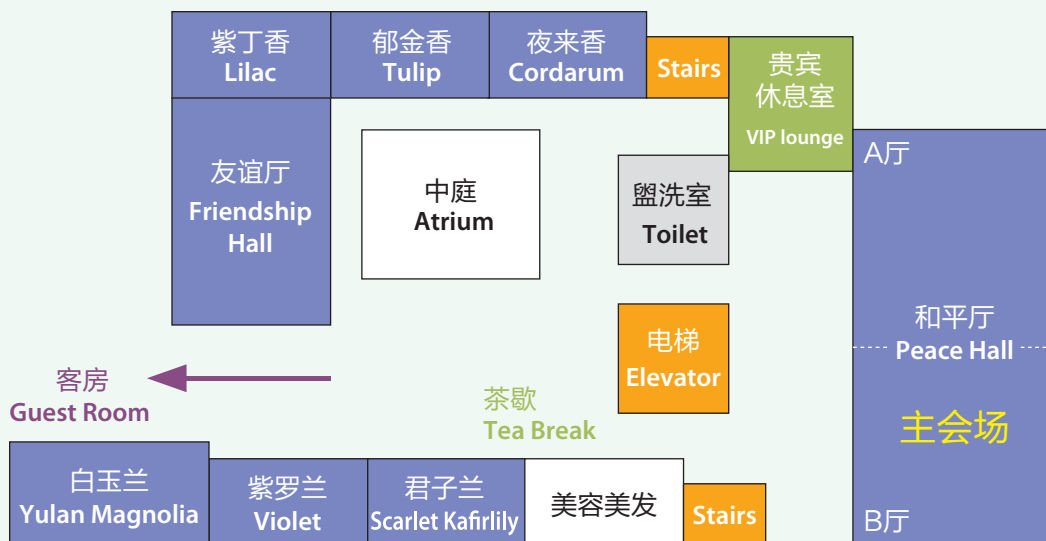 紫丁香
Lilac
郁金香
Tulip
夜来香
Cordarum
Stairs
贵宾
休息室
VIP lounge
A厅
友谊厅
Friendship
Hall
中庭
Atrium
盥洗室
Toilet
和平厅
Peace Hall
电梯
Elevator
客房
Guest Room
茶歇
Tea Break
主会场
白玉兰
Yulan Magnolia
紫罗兰
Violet
君子兰
Scarlet Kafirlily
美容美发
Stairs
B厅